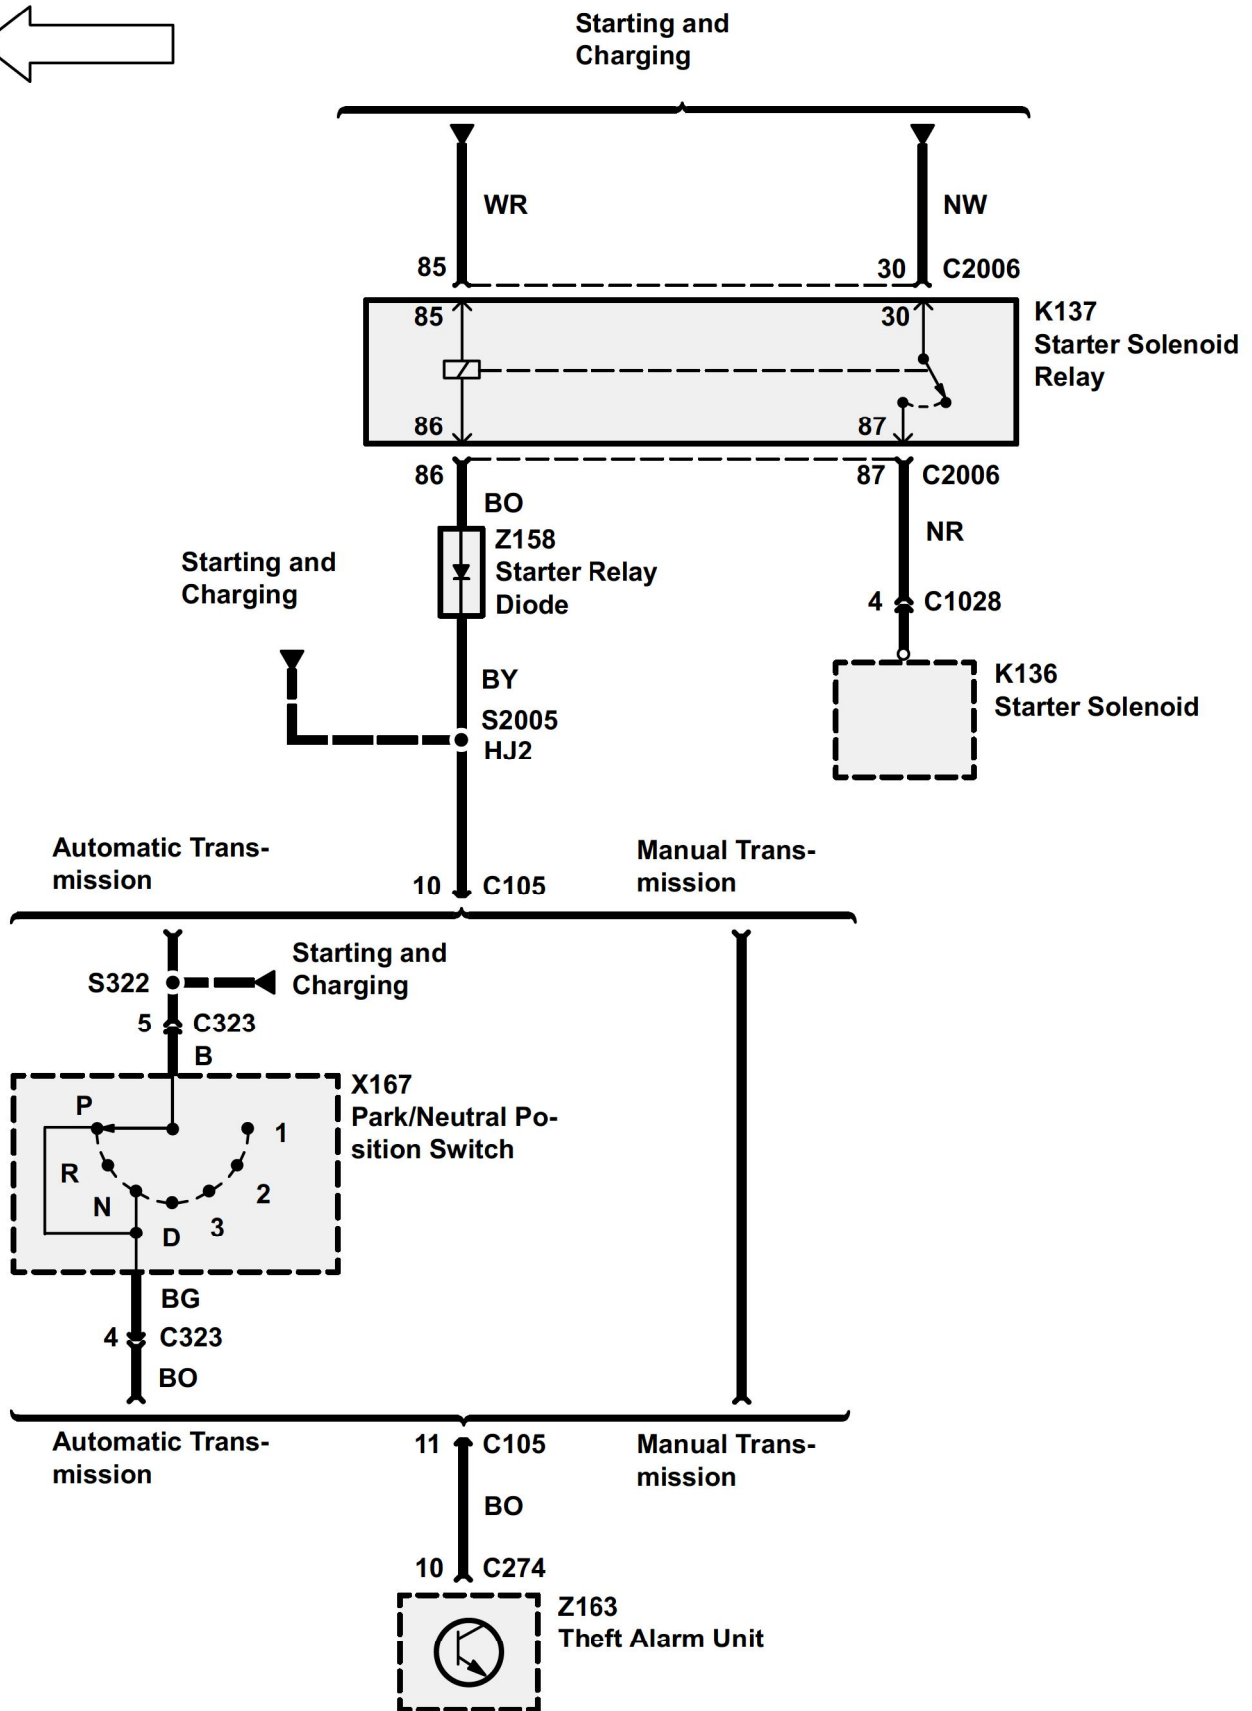 Starting and
Charging
WR
NW
85
30
C2006
85
30
K137
Starter Solenoid
Relay
86
87
86
87
C2006
BO
NR
Z158
Starter Relay
Diode
Starting and
Charging
4
C1028
BY
K136
Starter Solenoid
S2005
HJ2
Automatic Trans-
mission
Manual Trans-
mission
10
C105
Starting and
Charging
S322
5
C323
B
X167
Park/Neutral Po-
sition Switch
P
1
R
N
2
D
3
BG
4
C323
BO
Automatic Trans-
mission
11
C105
Manual Trans-
mission
BO
10
C274
Z163
Theft Alarm Unit